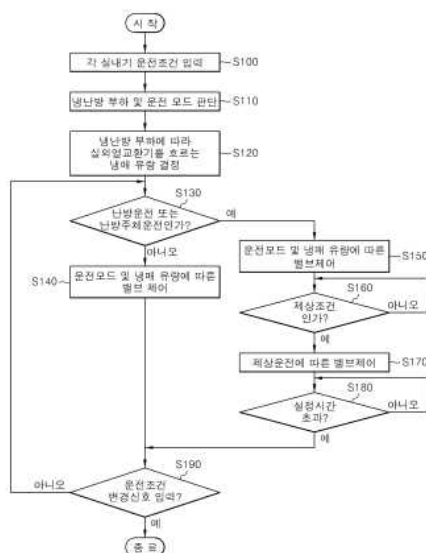 시 작
각 실내기 운전조건 입력
S100
냉난방 부하 및 운전 모드 판단
S110
냉난방 부하에 따라
실외열교환기를 흐르는
냉매 유량 결정
S120
S130
난방운전 또는
난방주체운전인가?
예
아니오
S140
운전모드 및 냉매 유량에 따른
밸브 제어
운전모드 및 냉매 유량에 따른
밸브제어
S150
S160
제상조건
인가?
아니오
예
제상운전에 따른 밸브제어
S170
S180
설정시간
초과?
아니오
예
S190
운전조건
변경신호 입력?
아니오
예
종 료